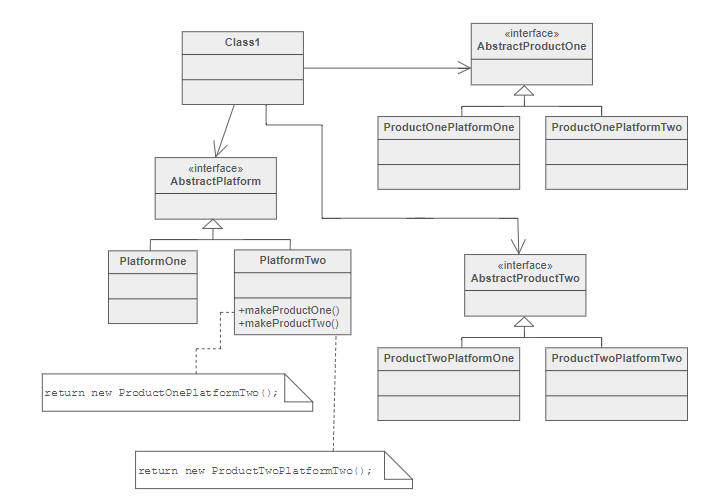 Class1
«interface»
AbstractProductOne
ProductOnePlatformOne
ProductOnePlatformTwo
«interface»
AbstractPlatform
PlatformOne
PlatformTwo
+makeProductOne()
+makeProductTwo()
«interface»
AbstractProductTwo
ProductTwoPlatformOne
ProductTwoPlatformTwo
return new ProductOnePlatformTwo();
return new ProductTwoPlatformTwo();